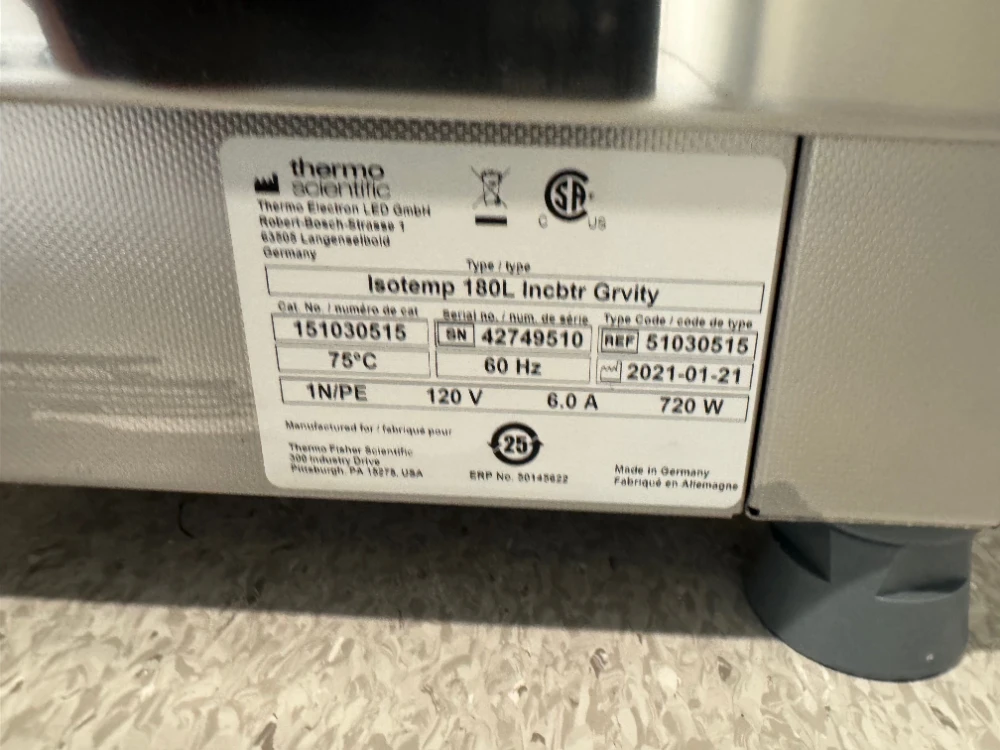 thermo
scientific
Thermo Electron LED GmbH
Robert-Bosch-Strasse 1
63505 Langenselbold
Germany
C SA US
Type / type
Isotemp 180L Incbtr Grvity
Cat. No. / numéro de cat
Serial no. / num. de série
Type Code / code de type
151030515
SN 42749510
REF 51030515
75°C
60 Hz
2021-01-21
1N/PE 120 V 6.0 A 720 W
Manufactured for / fabriqué pour
Thermo Fisher Scientific
300 Industry Drive
Pittsburgh, PA 15275, USA
25
ERP No. 50145622
Made in Germany
Fabriqué en Allemagne